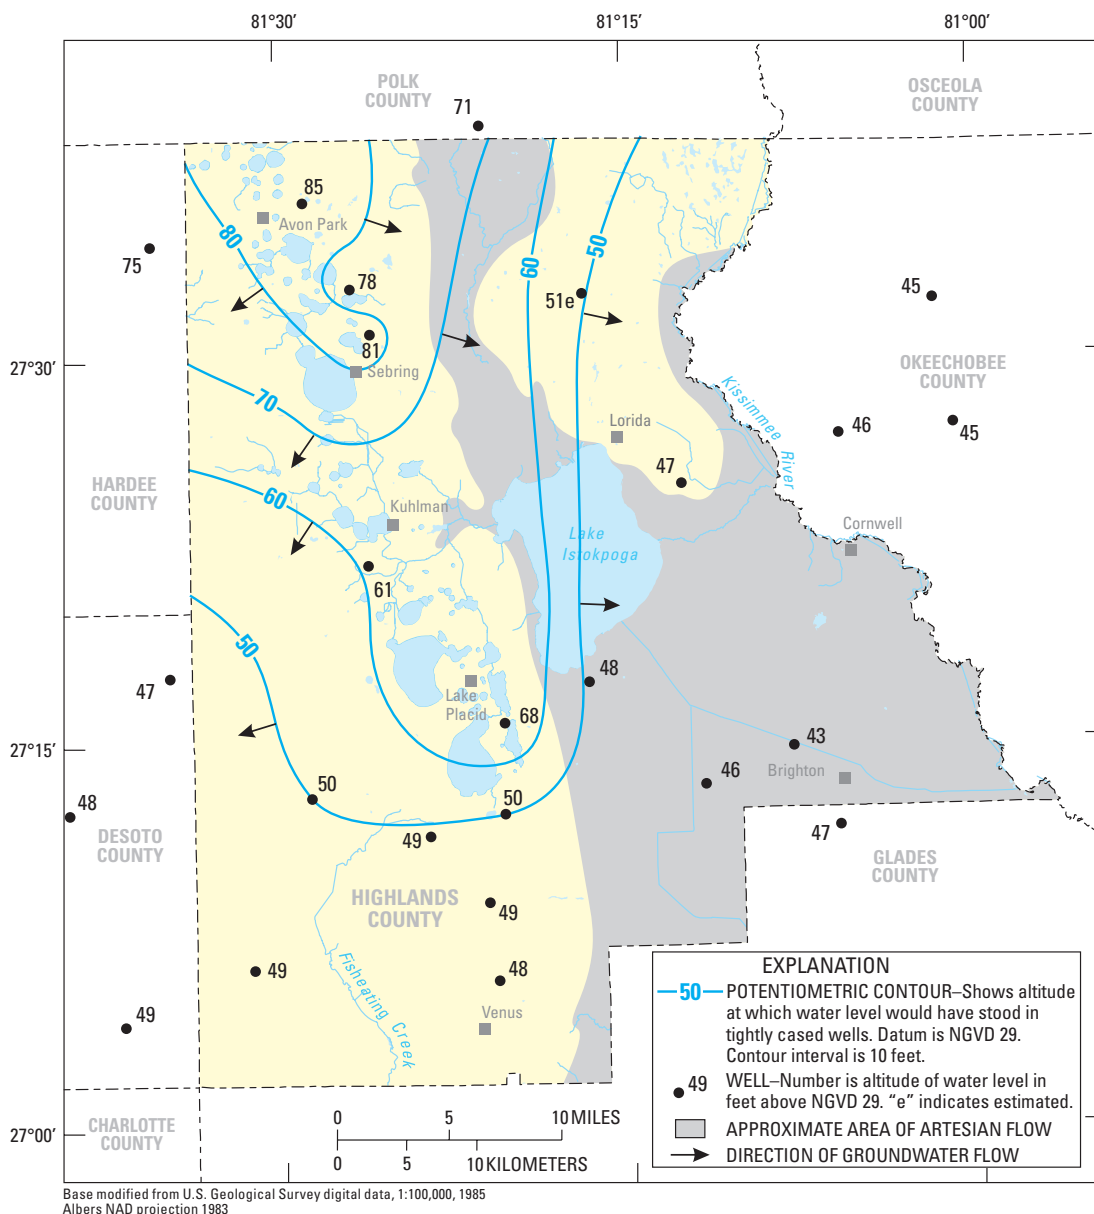 81°30′
81°15′
81°00′
POLK
COUNTY
OSCEOLA
COUNTY
71
85
Avon Park
80
75
78
60
50
51e
45
81
Sebring
27°30′
OKEECHOBEE
COUNTY
70
Kissimmee
River
Lorida
46
45
47
HARDEE
COUNTY
60
Kuhlman
Cornwell
Lake
Istokpoga
61
50
47
48
Lake
Placid
68
43
27°15′
46
Brighton
48
50
50
47
49
DESOTO
COUNTY
GLADES
COUNTY
HIGHLANDS
COUNTY
49
49
48
Fisheating Creek
49
Venus
EXPLANATION
50 POTENTIOMETRIC CONTOUR–Shows altitude
at which water level would have stood in
tightly cased wells. Datum is NGVD 29.
Contour interval is 10 feet.
49 WELL–Number is altitude of water level in
feet above NGVD 29. “e” indicates estimated.
APPROXIMATE AREA OF ARTESIAN FLOW
DIRECTION OF GROUNDWATER FLOW
27°00′
CHARLOTTE
COUNTY
0 5 10 MILES
0 5 10 KILOMETERS
Base modified from U.S. Geological Survey digital data, 1:100,000, 1985
Albers NAD projection 1983